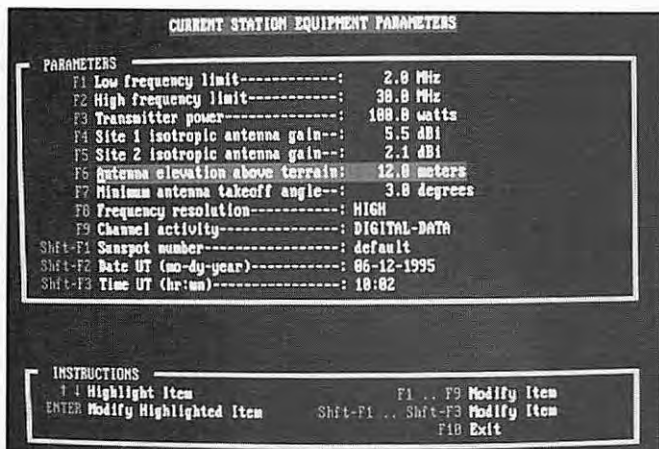 CURRENT STATION EQUIPMENT PARAMETERS
PARAMETERS
F1 Low frequency limit------------: 2.0 MHz
F2 High frequency limit-----------: 30.0 MHz
F3 Transmitter power--------------: 100.0 watts
F4 Site 1 isotropic antenna gain--: 5.5 dBi
F5 Site 2 isotropic antenna gain--: 2.1 dBi
F6 Antenna elevation above terrain: 12.0 meters
F7 Minimum antenna takeoff angle--: 3.0 degrees
F8 Frequency resolution-----------: HIGH
F9 Channel activity---------------: DIGITAL-DATA
Shft-F1 Sunspot number-----------------: default
Shft-F2 Date UT (mo-dy-year)-----------: 06-12-1995
Shft-F3 Time UT (hr:mn)----------------: 10:02
INSTRUCTIONS
↑ ↓ Highlight Item F1 .. F9 Modify Item
ENTER Modify Highlighted Item Shft-F1 .. Shft-F3 Modify Item
F10 Exit